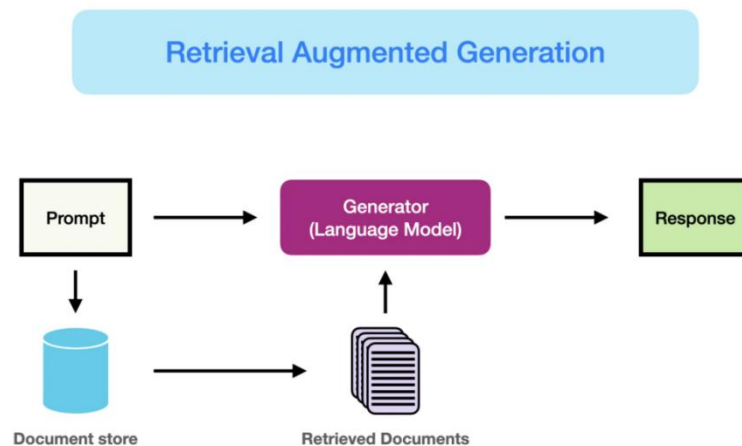 Retrieval Augmented Generation
Prompt
Generator
(Language Model)
Response
Document store
Retrieved Documents